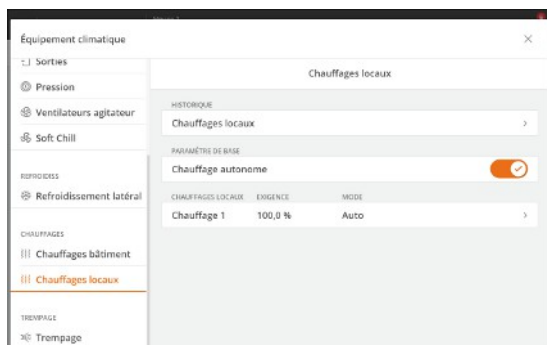 Équipement climatique
Sorties
Chauffages locaux
Pression
HISTORIQUE
Ventilateurs agitateur
Chauffages locaux
Soft Chill
PARAMÈTRE DE BASE
Chauffage autonome
REFROIDISS
Refroidissement latéral
CHAUFFAGES LOCAUX EXIGENCE MODE
Chauffage 1 100,0 % Auto
CHAUFFAGES
Chauffages bâtiment
Chauffages locaux
TREMPAGE
Trempage